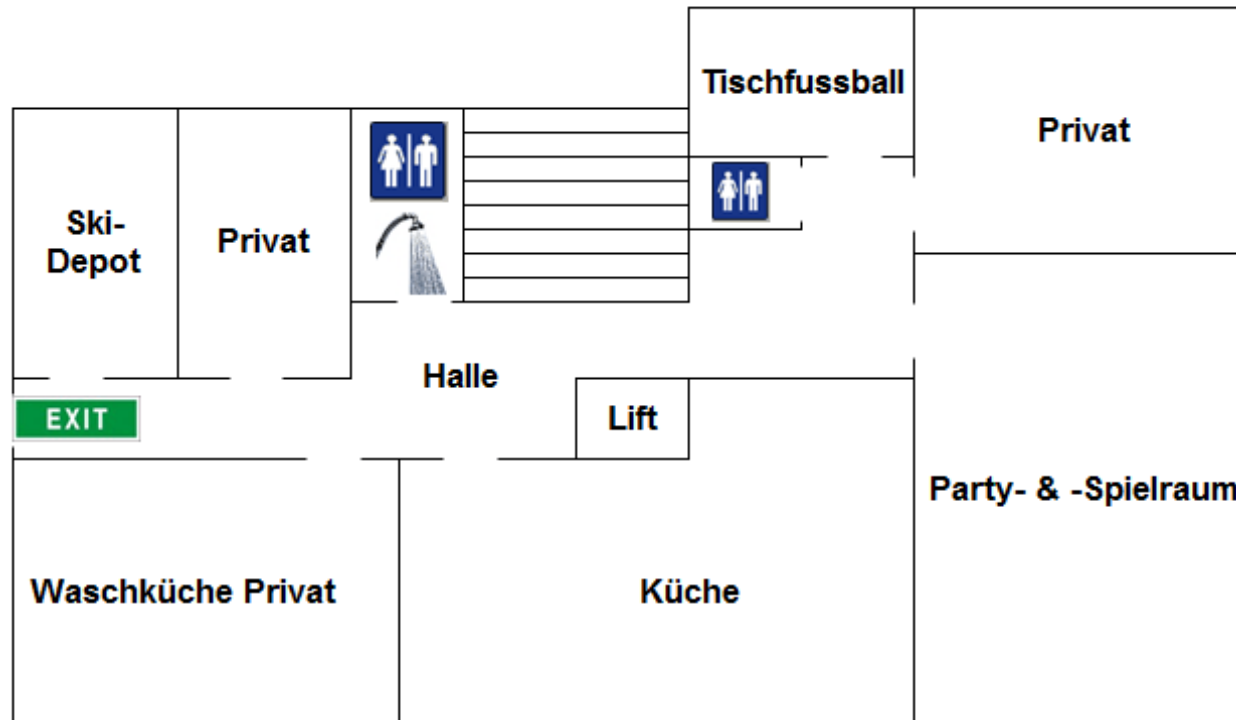 Tischfussball
Privat
Ski-
Depot
Privat
Halle
EXIT
Lift
Party- & -Spielraum
Waschküche Privat
Küche